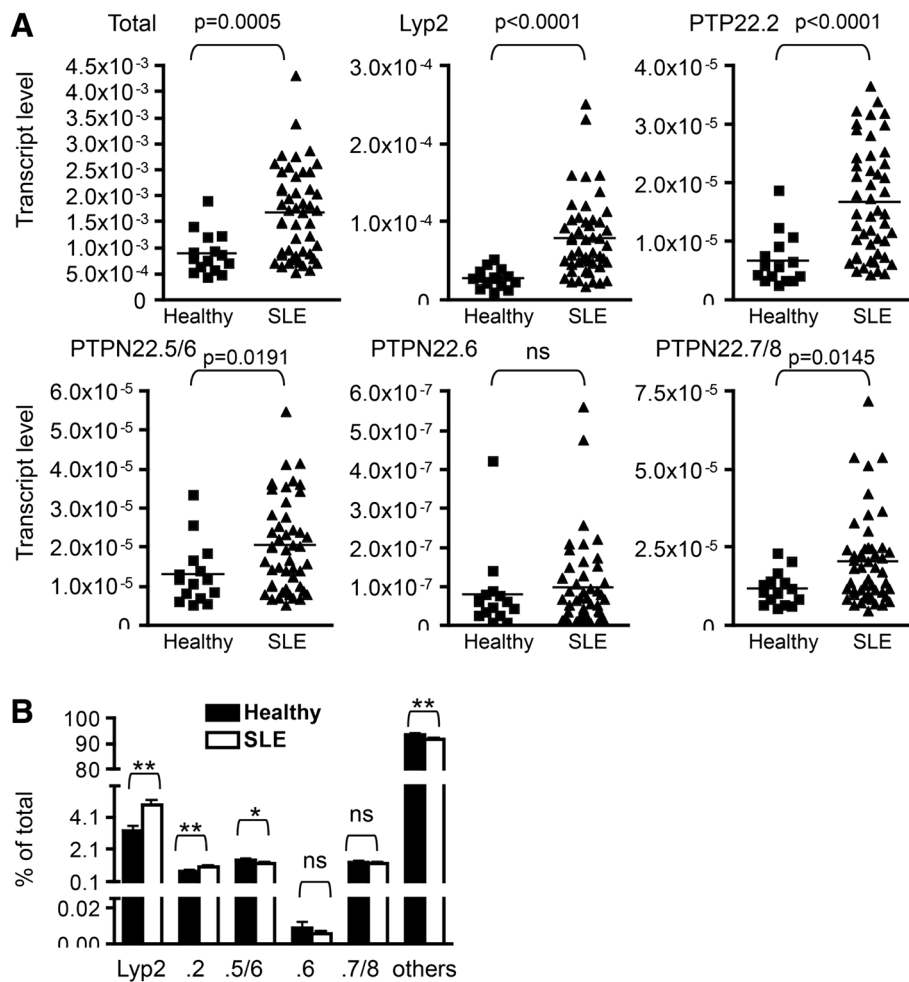 A
Total
p=0.0005
Lyp2
p<0.0001
PTP22.2
p<0.0001
Transcript level
4.5x10-3
4.0x10-3
3.5x10-3
3.0x10-3
2.5x10-3
2.0x10-3
1.5x10-3
1.0x10-3
5.0x10-4
0
Healthy SLE
3.0x10-4
2.0x10-4
1.0x10-4
0
Healthy SLE
4.0x10-5
3.0x10-5
2.0x10-5
1.0x10-5
0
Healthy SLE
PTPN22.5/6
p=0.0191
PTPN22.6
ns
PTPN22.7/8
p=0.0145
Transcript level
6.0x10-5
5.0x10-5
4.0x10-5
3.0x10-5
2.0x10-5
1.0x10-5
0
Healthy SLE
6.0x10-7
5.0x10-7
4.0x10-7
3.0x10-7
2.0x10-7
1.0x10-7
0
Healthy SLE
7.5x10-5
5.0x10-5
2.5x10-5
0
Healthy SLE
B
Healthy
SLE
% of total
100
90
80
4.1
2.1
0.1
0.02
0.00
**
**
*
ns
ns
**
Lyp2 .2 .5/6 .6 .7/8 others